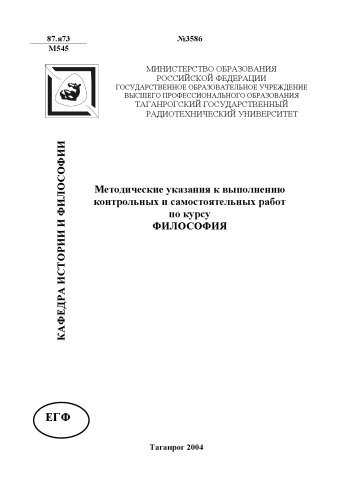 87.я73 №3586
М545
МИНИСТЕРСТВО ОБРАЗОВАНИЯ
РОССИЙСКОЙ ФЕДЕРАЦИИ
ГОСУДАРСТВЕННОЕ ОБРАЗОВАТЕЛЬНОЕ УЧРЕЖДЕНИЕ
ВЫСШЕГО ПРОФЕССИОНАЛЬНОГО ОБРАЗОВАНИЯ
ТАГАНРОГСКИЙ ГОСУДАРСТВЕННЫЙ
РАДИОТЕХНИЧЕСКИЙ УНИВЕРСИТЕТ
КАФЕДРА ИСТОРИИ И ФИЛОСОФИИ
Методические указания к выполнению
контрольных и самостоятельных работ
по курсу
ФИЛОСОФИЯ
ЕГФ
Таганрог 2004